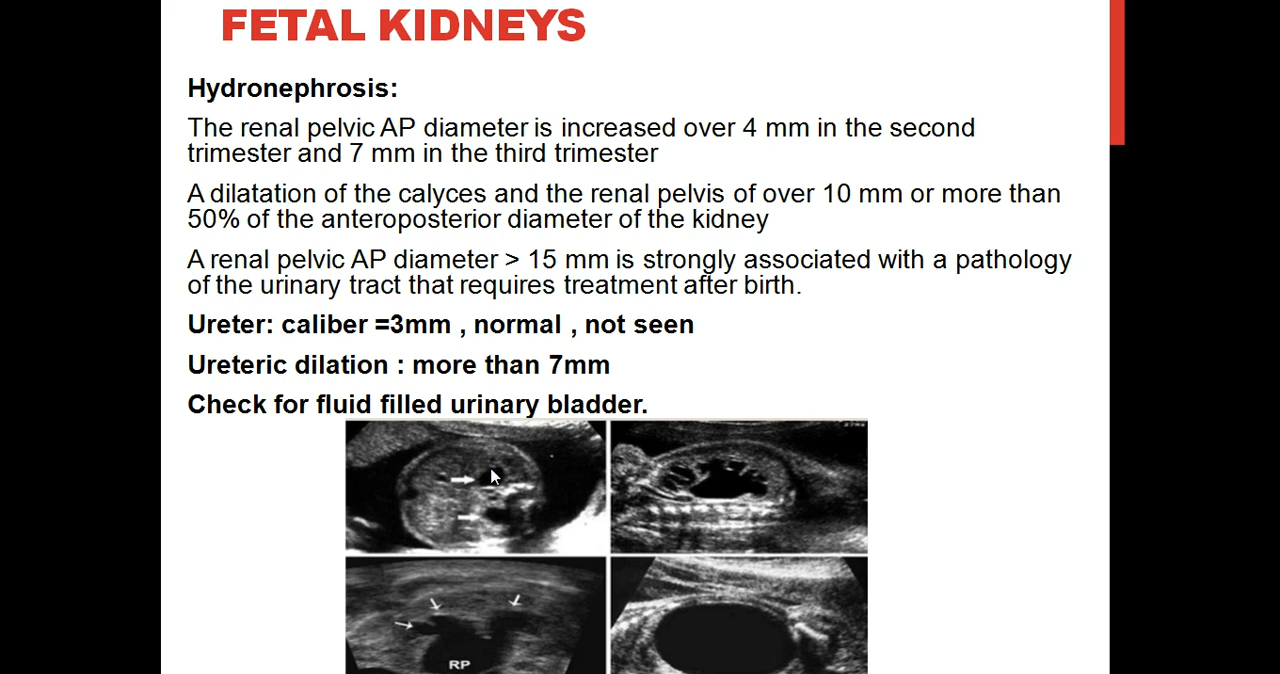 FETAL KIDNEYS
Hydronephrosis:
The renal pelvic AP diameter is increased over 4 mm in the second
trimester and 7 mm in the third trimester
A dilatation of the calyces and the renal pelvis of over 10 mm or more than
50% of the anteroposterior diameter of the kidney
A renal pelvic AP diameter > 15 mm is strongly associated with a pathology
of the urinary tract that requires treatment after birth.
Ureter: caliber =3mm , normal , not seen
Ureteric dilation : more than 7mm
Check for fluid filled urinary bladder.
RP